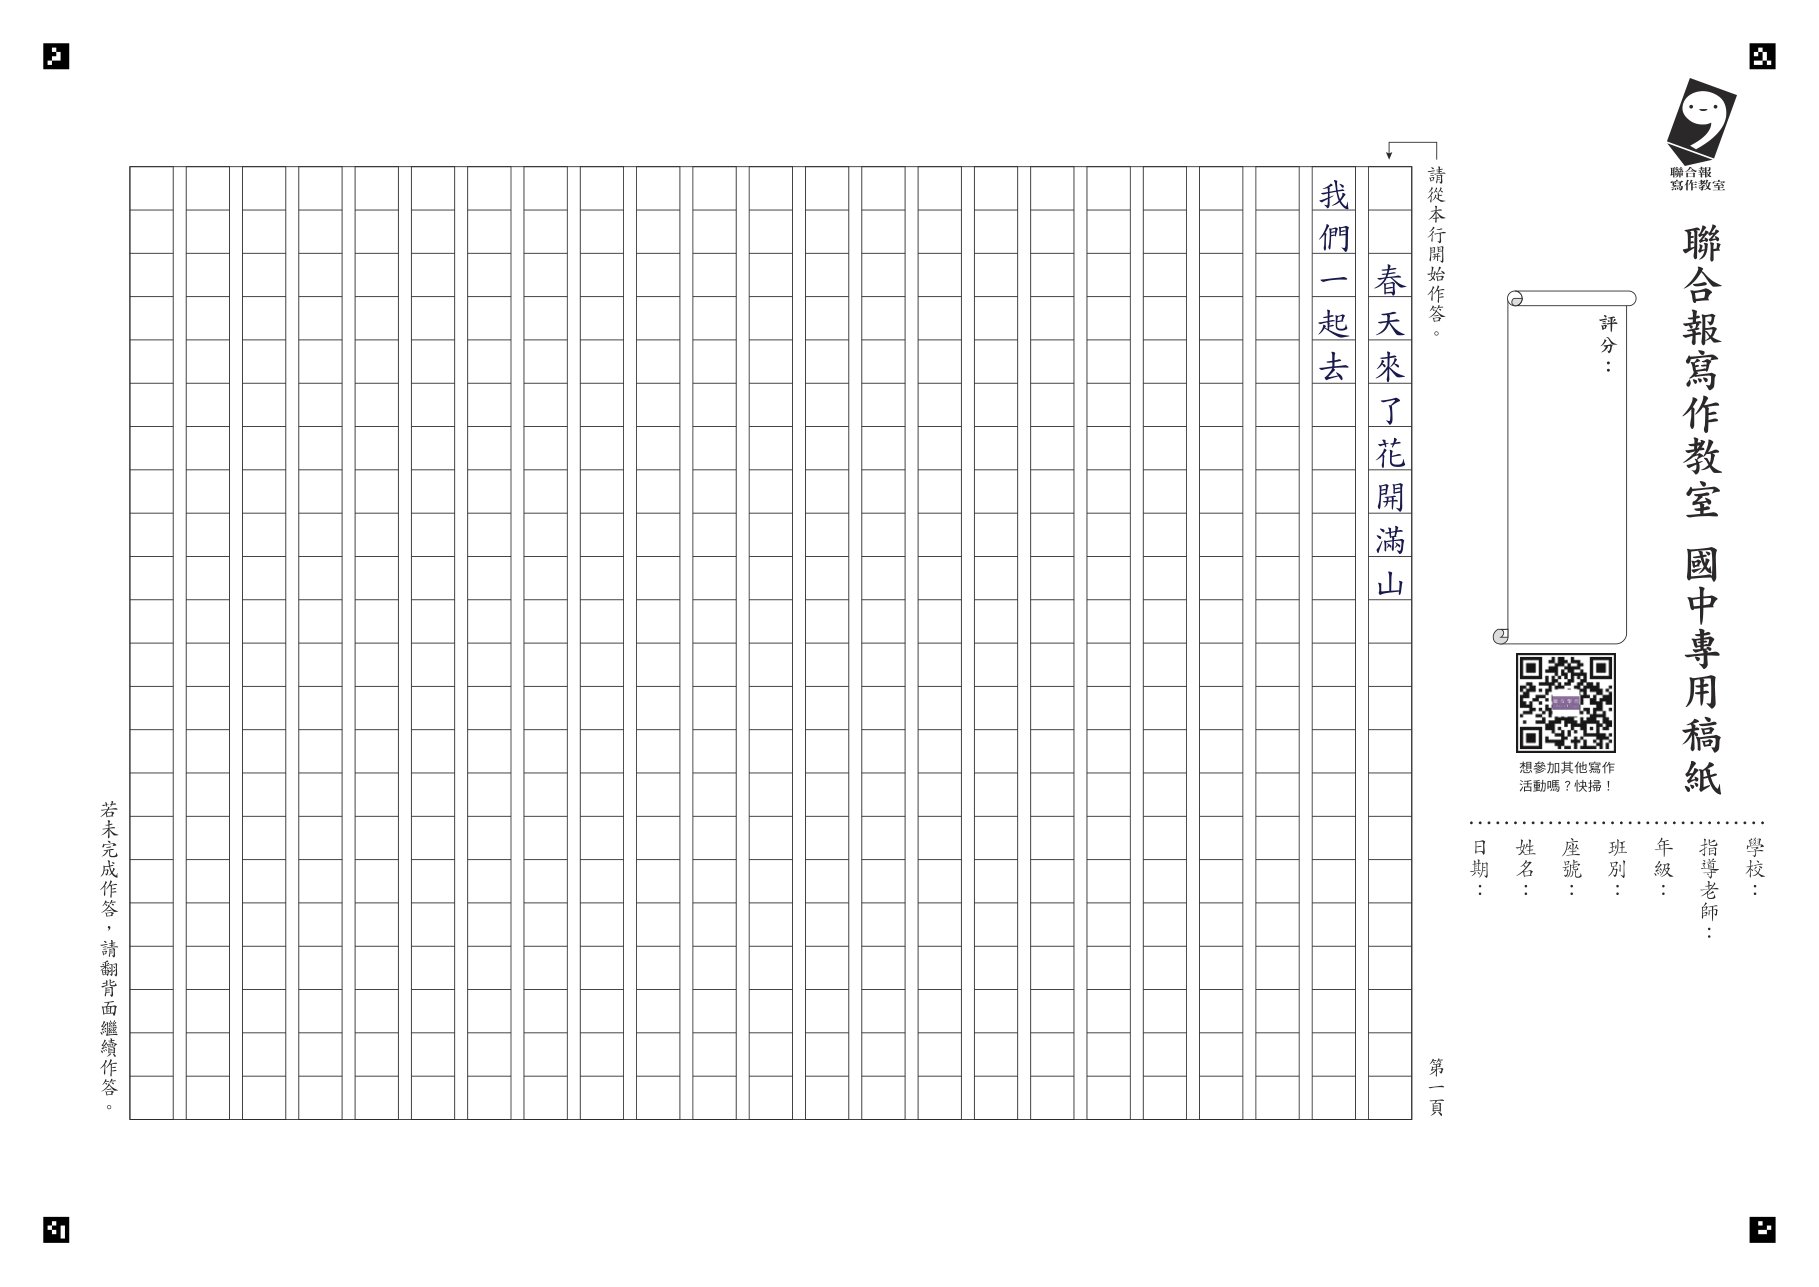 聯合報
寫作教室
聯合報寫作教室 國中專用稿紙
學校：
指導老師：
年級：
班別：
座號：
姓名：
日期：
評分：
想參加其他寫作
活動嗎？快掃！
請從本行開始作答。
第一頁
春天來了花開滿山
我們一起去
若未完成作答，請翻背面繼續作答。